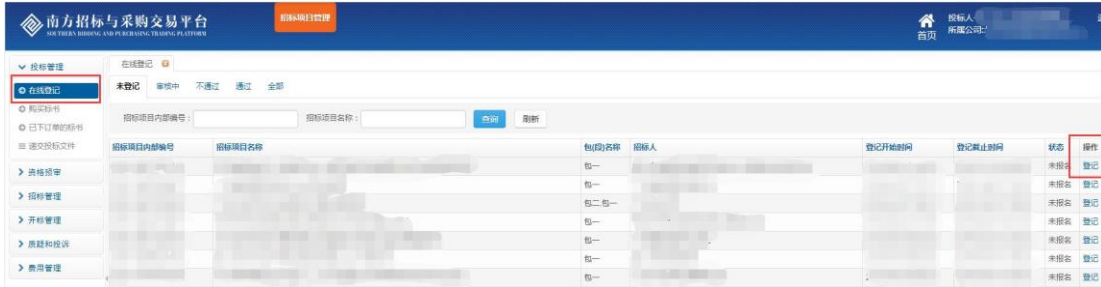 南方招标与采购交易平台
SOUTHERN BIDDING AND PURCHASING TRADING PLATFORM
招标项目管理
首页
投标人
所属公司:
投标管理
在线登记
购买标书
已下订单的标书
递交投标文件
资格预审
招标管理
开标管理
质疑和投诉
费用管理
在线登记
未登记 审核中 不通过 通过 全部
招标项目内部编号: 招标项目名称: 查询 刷新
招标项目内部编号 招标项目名称 包(段)名称 招标人 登记开始时间 登记截止时间 状态 操作
包一 未报名 登记
包一 未报名 登记
包二,包一 未报名 登记
包一 未报名 登记
包一 未报名 登记
包一 未报名 登记
包一 未报名 登记